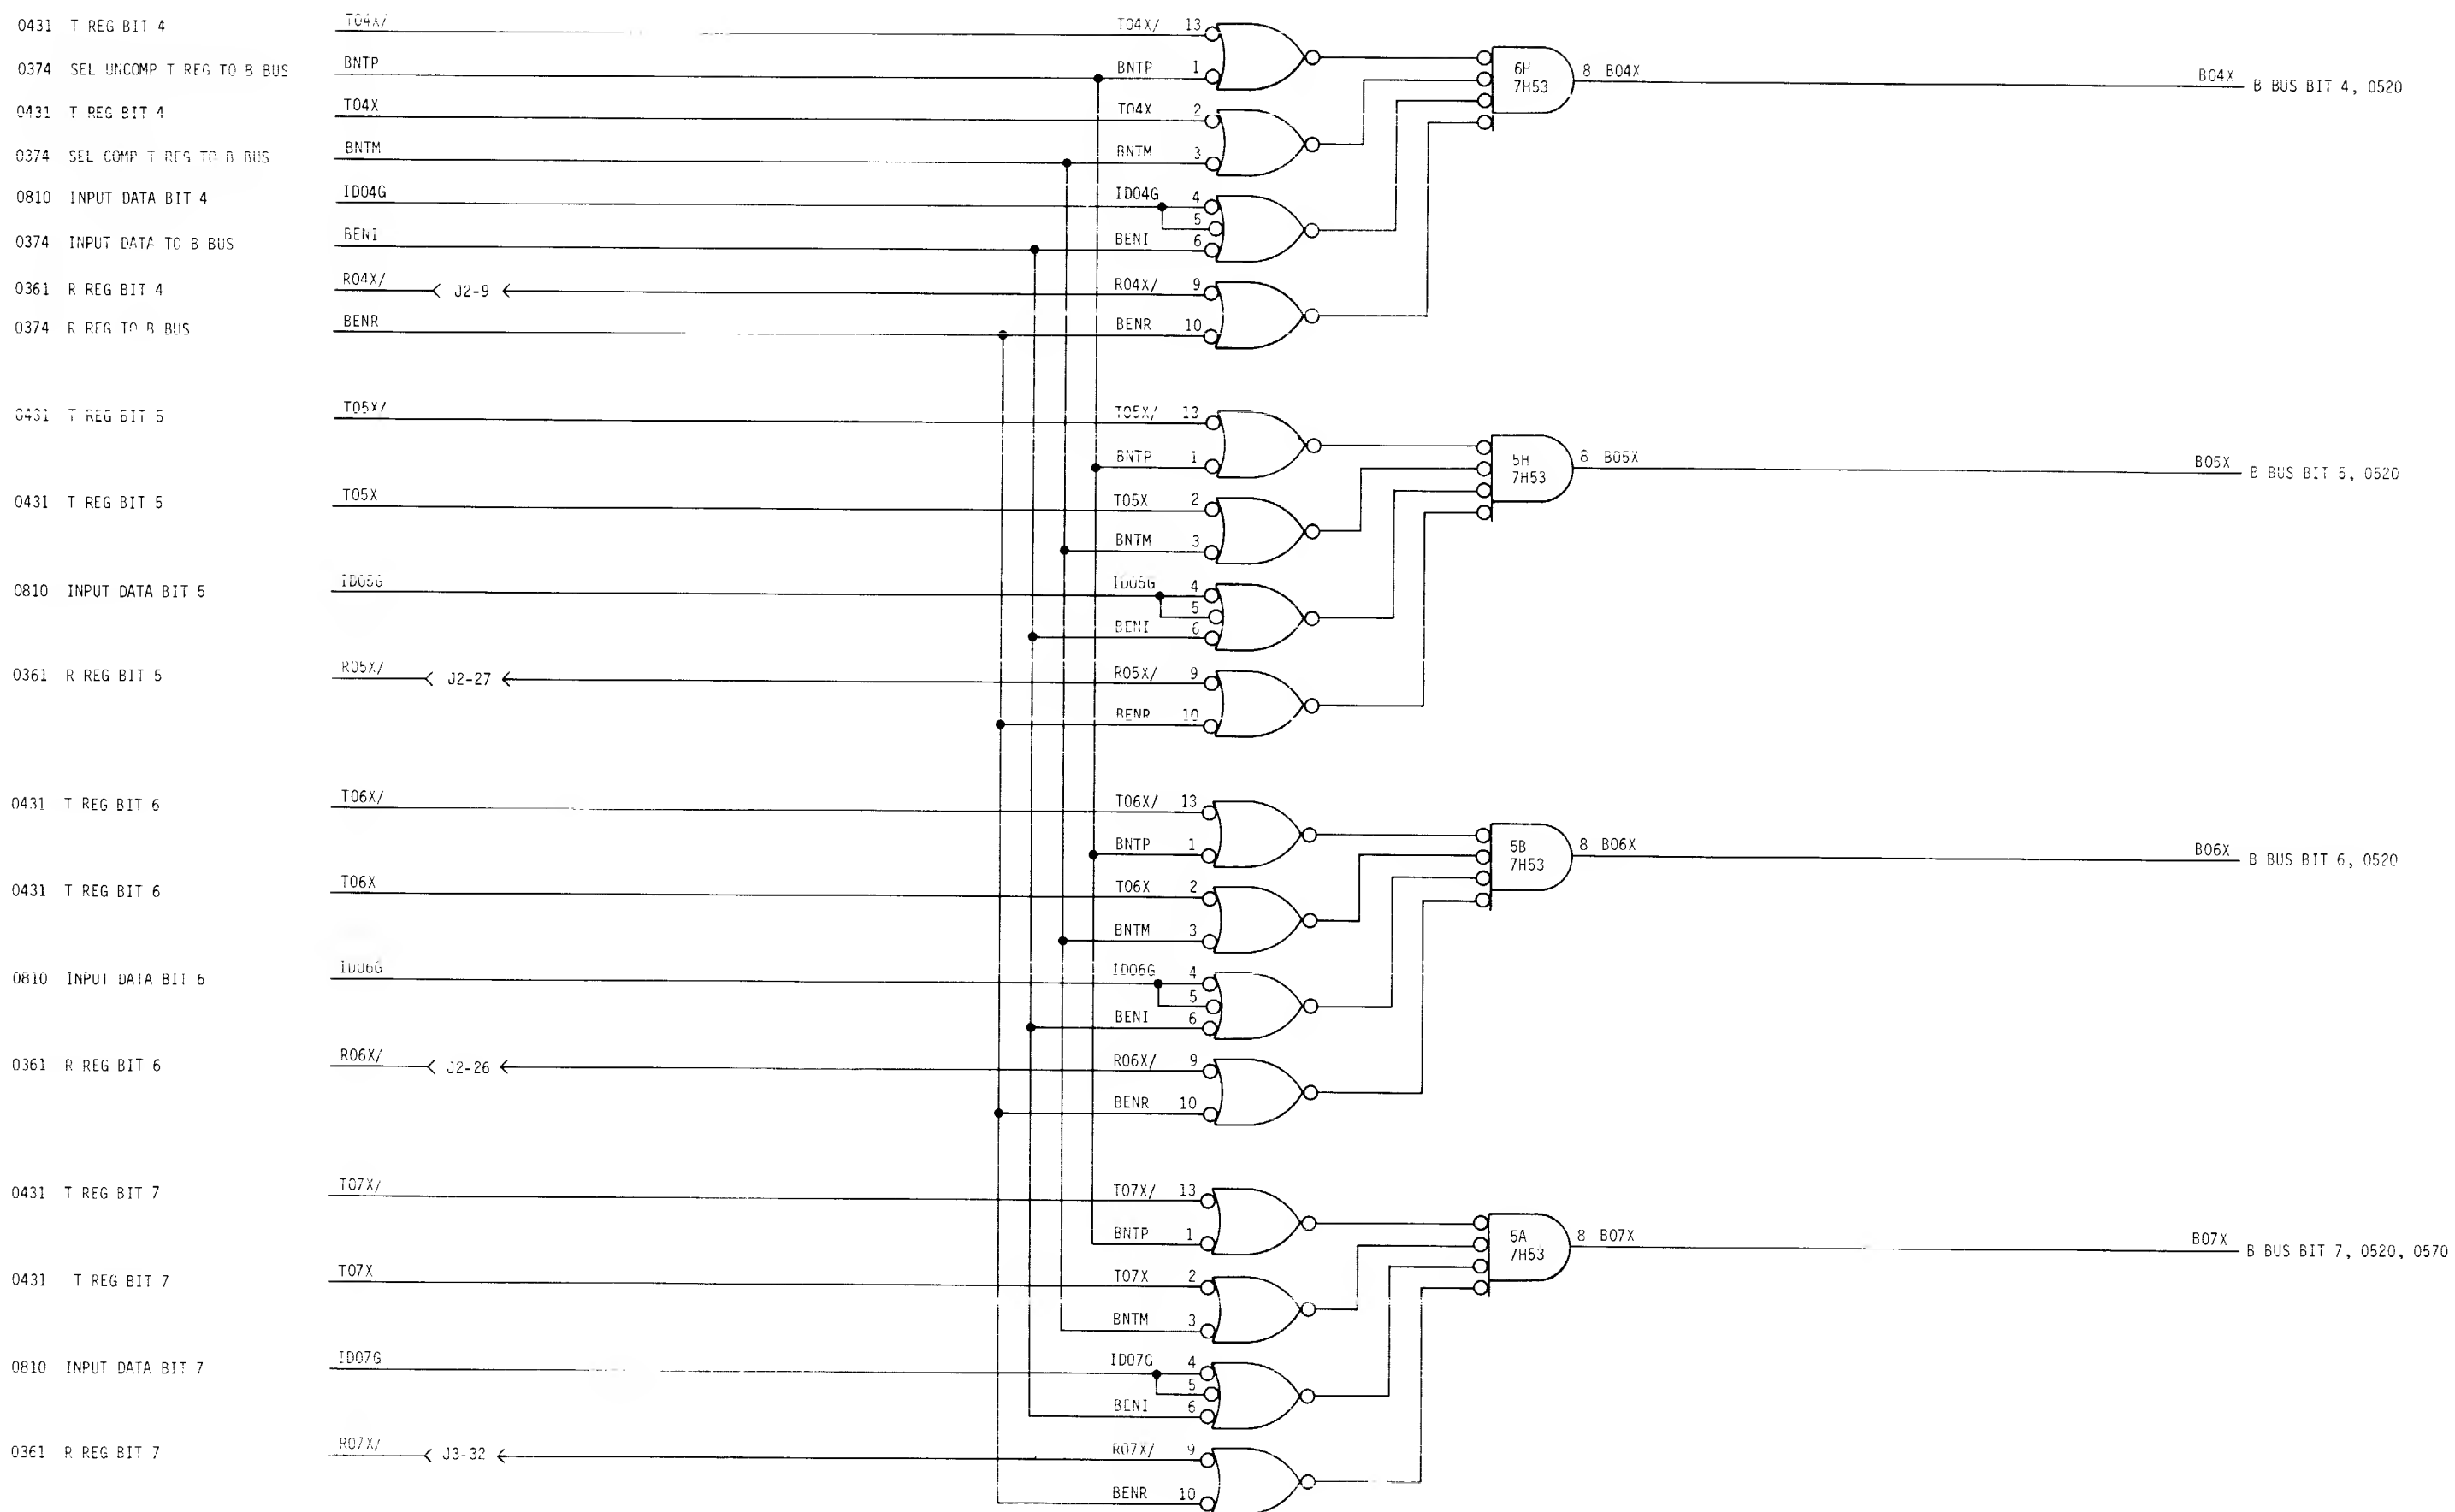 0431 T REG BIT 4 T04X/ T04X/ 13
0374 SEL UNCOMP T REG TO B BUS BNTP BNTP 1
6H
7H53
8 B04X B04X B BUS BIT 4, 0520
0431 T REG BIT 4 T04X T04X 2
0374 SEL COMP T REG TO B BUS BNTM BNTM 3
0810 INPUT DATA BIT 4 ID04G ID04G 4
5
0374 INPUT DATA TO B BUS BENI BENI 6
0361 R REG BIT 4 R04X/ J2-9 R04X/ 9
0374 R REG TO B BUS BENR BENR 10
0431 T REG BIT 5 T05X/ T05X/ 13
BNTP 1
5H
7H53
8 B05X B05X B BUS BIT 5, 0520
0431 T REG BIT 5 T05X T05X 2
BNTM 3
0810 INPUT DATA BIT 5 ID05G ID05G 4
5
BENI 6
0361 R REG BIT 5 R05X/ J2-27 R05X/ 9
BENR 10
0431 T REG BIT 6 T06X/ T06X/ 13
BNTP 1
5B
7H53
8 B06X B06X B BUS BIT 6, 0520
0431 T REG BIT 6 T06X T06X 2
BNTM 3
0810 INPUT DATA BIT 6 ID06G ID06G 4
5
BENI 6
0361 R REG BIT 6 R06X/ J2-26 R06X/ 9
BENR 10
0431 T REG BIT 7 T07X/ T07X/ 13
BNTP 1
5A
7H53
8 B07X B07X B BUS BIT 7, 0520, 0570
0431 T REG BIT 7 T07X T07X 2
BNTM 3
0810 INPUT DATA BIT 7 ID07G ID07G 4
5
BENI 6
0361 R REG BIT 7 R07X/ J3-32 R07X/ 9
BENR 10